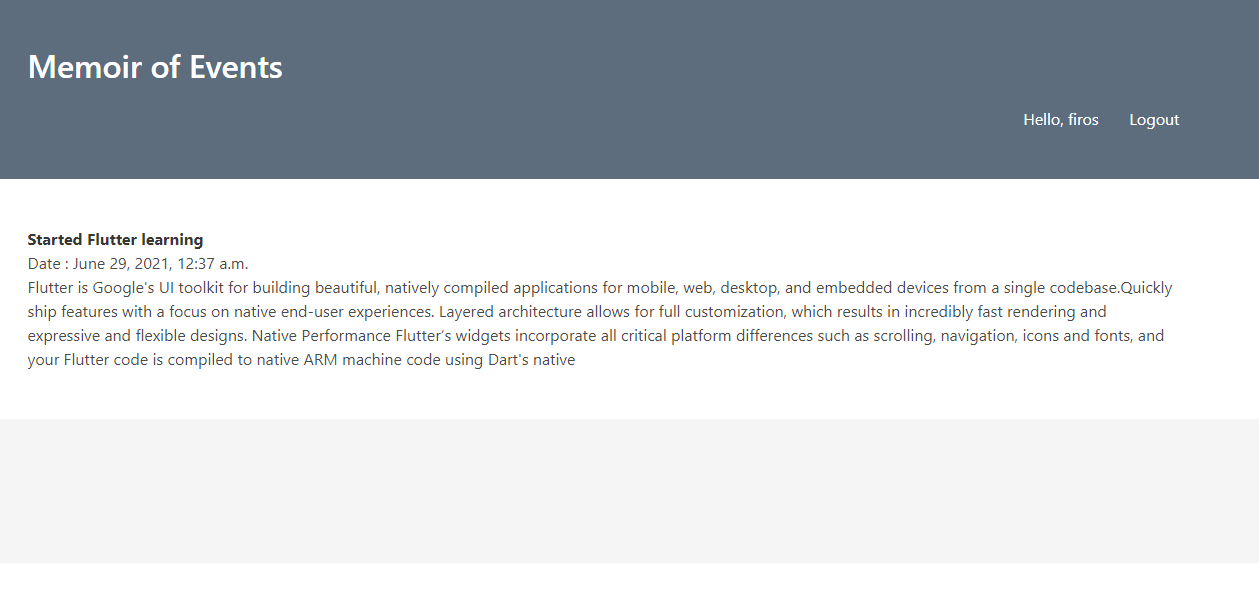 Memoir of Events
Hello, firos Logout
Started Flutter learning
Date : June 29, 2021, 12:37 a.m.
Flutter is Google's UI toolkit for building beautiful, natively compiled applications for mobile, web, desktop, and embedded devices from a single codebase.Quickly
ship features with a focus on native end-user experiences. Layered architecture allows for full customization, which results in incredibly fast rendering and
expressive and flexible designs. Native Performance Flutter’s widgets incorporate all critical platform differences such as scrolling, navigation, icons and fonts, and
your Flutter code is compiled to native ARM machine code using Dart's native